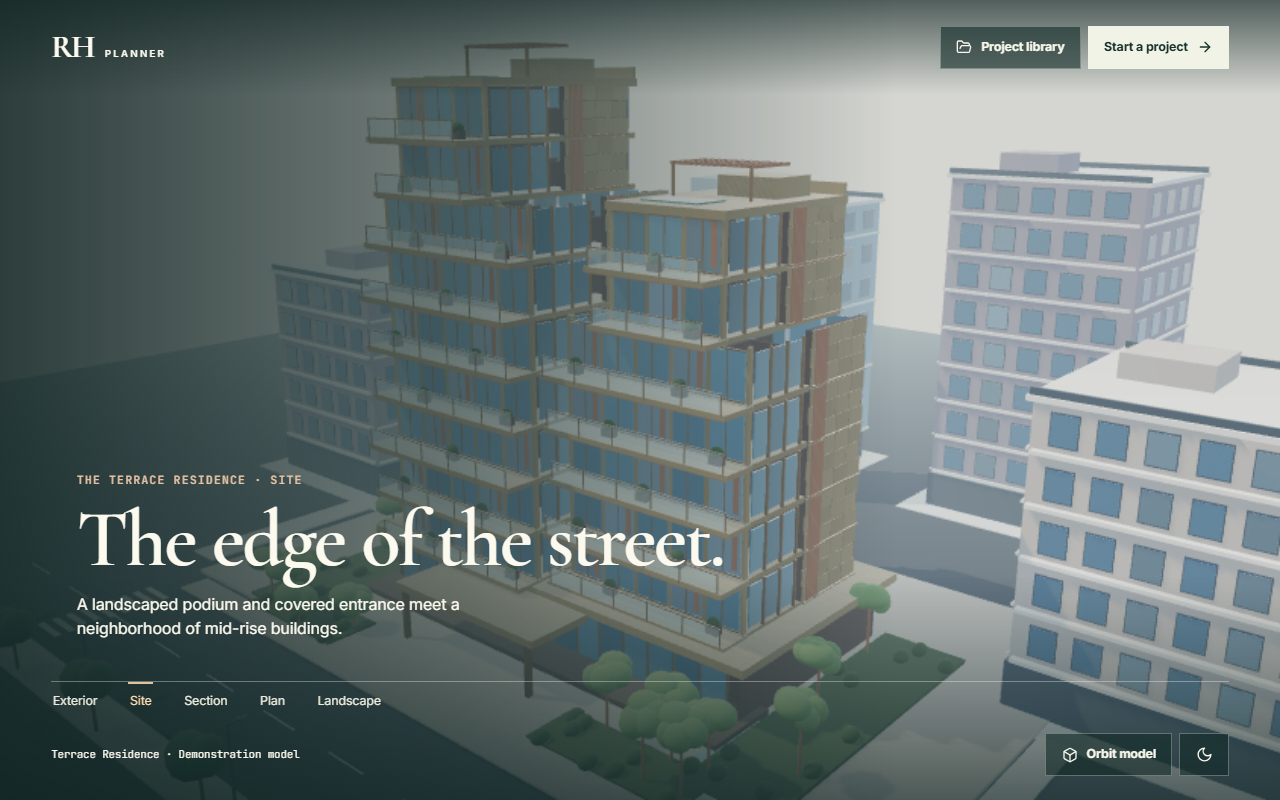 RH PLANNER
Project library
Start a project
THE TERRACE RESIDENCE · SITE
The edge of the street.
A landscaped podium and covered entrance meet a
neighborhood of mid-rise buildings.
Exterior Site Section Plan Landscape
Terrace Residence · Demonstration model
Orbit model